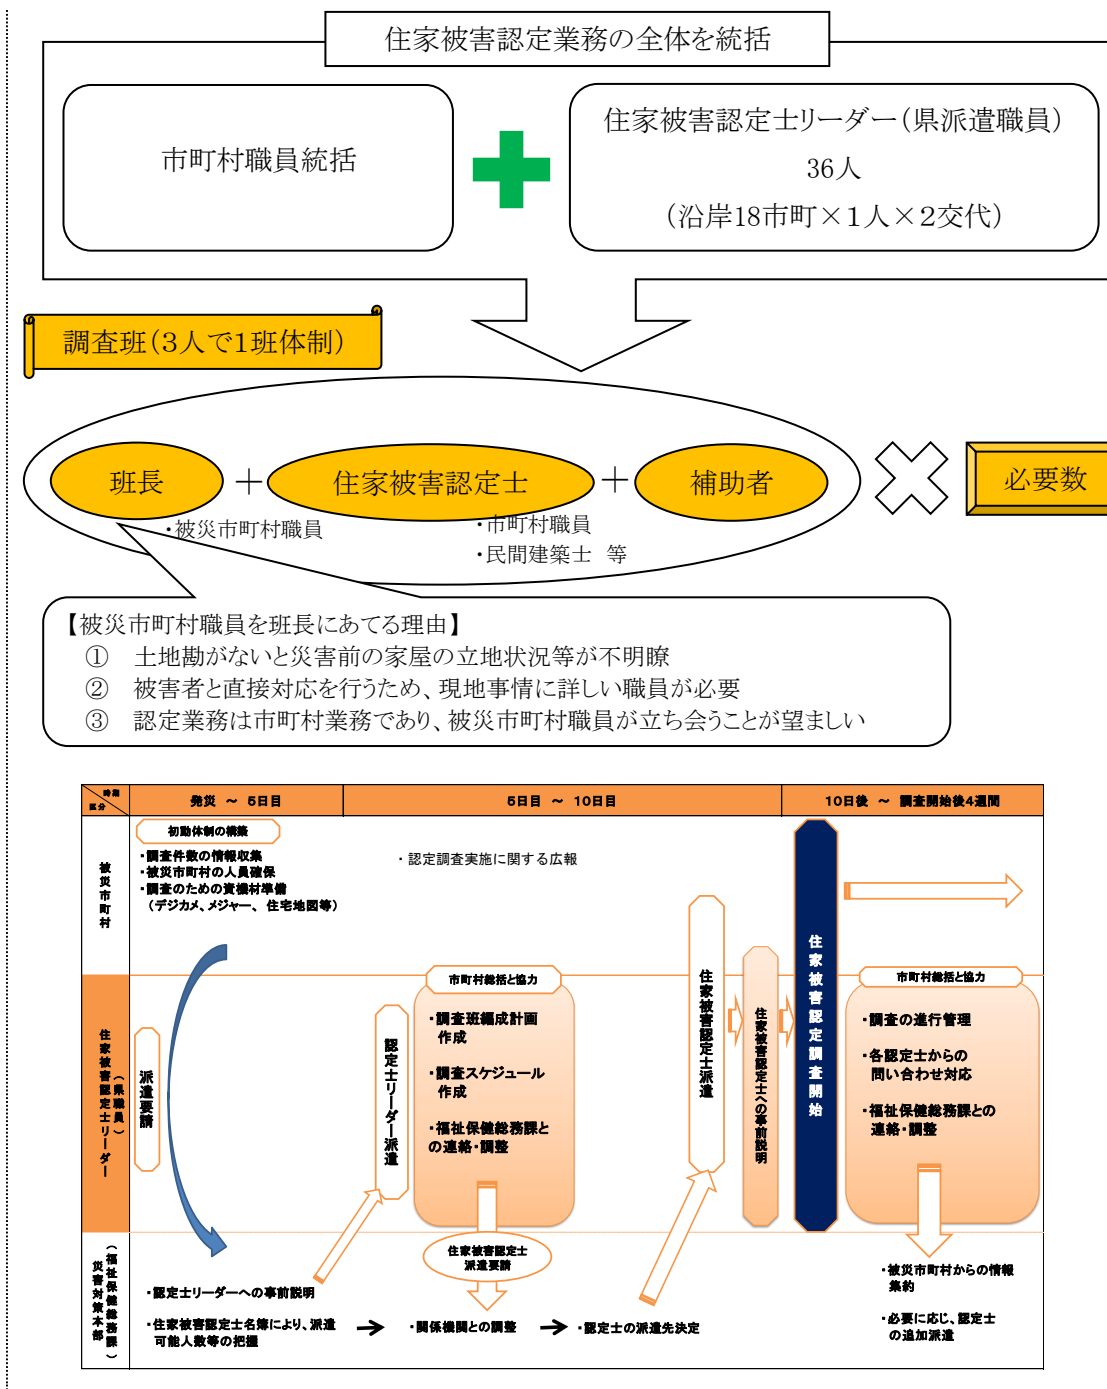 住家被害認定業務の全体を統括
市町村職員統括
住家被害認定士リーダー（県派遣職員）
36人
（沿岸18市町×１人×２交代）
調査班（３人で１班体制）
班長
＋
住家被害認定士
＋
補助者
必要数
・被災市町村職員
・市町村職員
・民間建築士　等
【被災市町村職員を班長にあてる理由】
①　土地勘がないと災害前の家屋の立地状況等が不明瞭
②　被害者と直接対応を行うため、現地事情に詳しい職員が必要
③　認定業務は市町村業務であり、被災市町村職員が立ち会うことが望ましい
時期
区分
発災　～　5日目
5日目　～　10日目
10日後　～　調査開始後4週間
被災市町村
初動体制の構築
・調査件数の情報収集
・被災市町村の人員確保
・調査のための資機材準備
（デジカメ、メジャー、住宅地図等）
・認定調査実施に関する広報
住家被害認定士リーダー
（県職員）
派遣要請
認定士リーダー派遣
市町村総括と協力
・調査班編成計画
作成
・調査スケジュール
作成
・福祉保健総務課と
の連絡・調整
住家被害認定士派遣
住家被害認定士への事前説明
住家被害認定調査開始
市町村総括と協力
・調査の進行管理
・各認定士からの
問い合わせ対応
・福祉保健総務課との
連絡・調整
災害対策本部
（福祉保健総務課）
・認定士リーダーへの事前説明
・住家被害認定士名簿により、派遣
可能人数等の把握
住家被害認定士
派遣要請
・関係機関との調整
・認定士の派遣先決定
・被災市町村からの情報
集約
・必要に応じ、認定士
の追加派遣